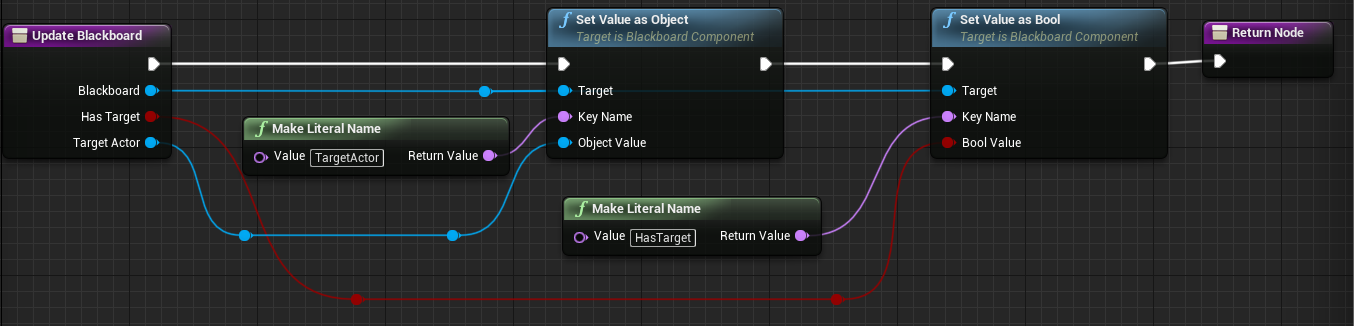 Update Blackboard
Blackboard
Has Target
Target Actor
Make Literal Name
Value TargetActor Return Value
Set Value as Object
Target is Blackboard Component
Target
Key Name
Object Value
Make Literal Name
Value HasTarget Return Value
Set Value as Bool
Target is Blackboard Component
Target
Key Name
Bool Value
Return Node